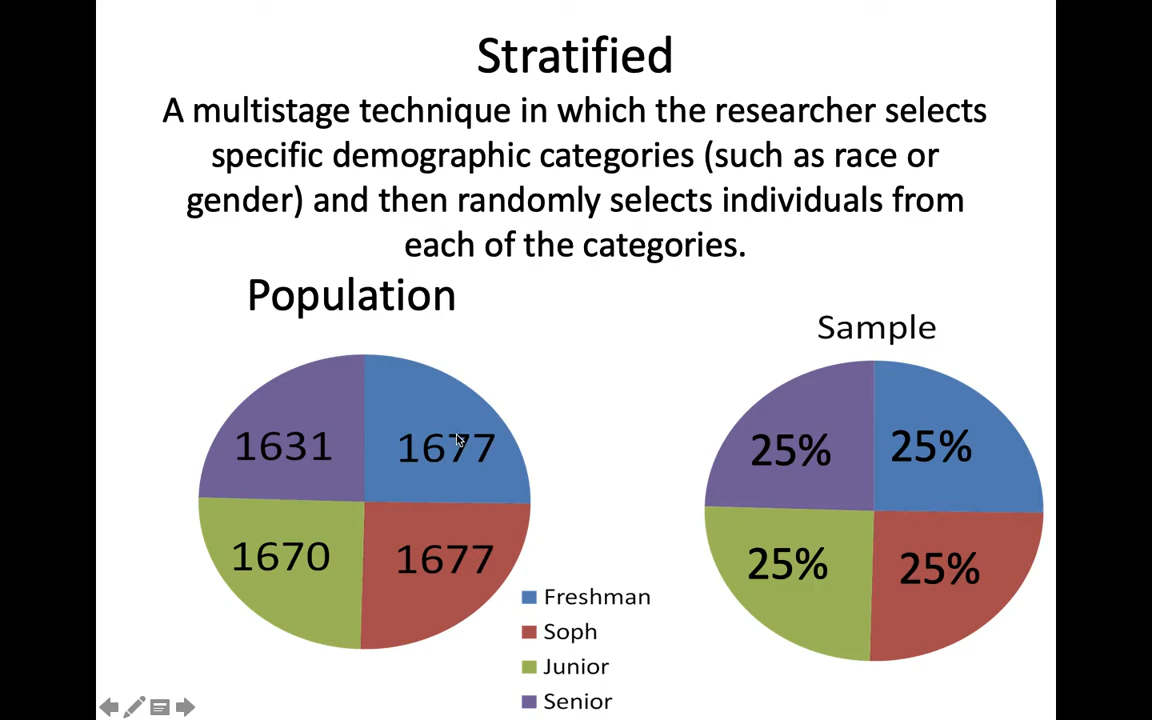 Stratified
A multistage technique in which the researcher selects
specific demographic categories (such as race or
gender) and then randomly selects individuals from
each of the categories.
Population
Sample
1631
1677
1670
1677
25%
25%
25%
25%
Freshman
Soph
Junior
Senior